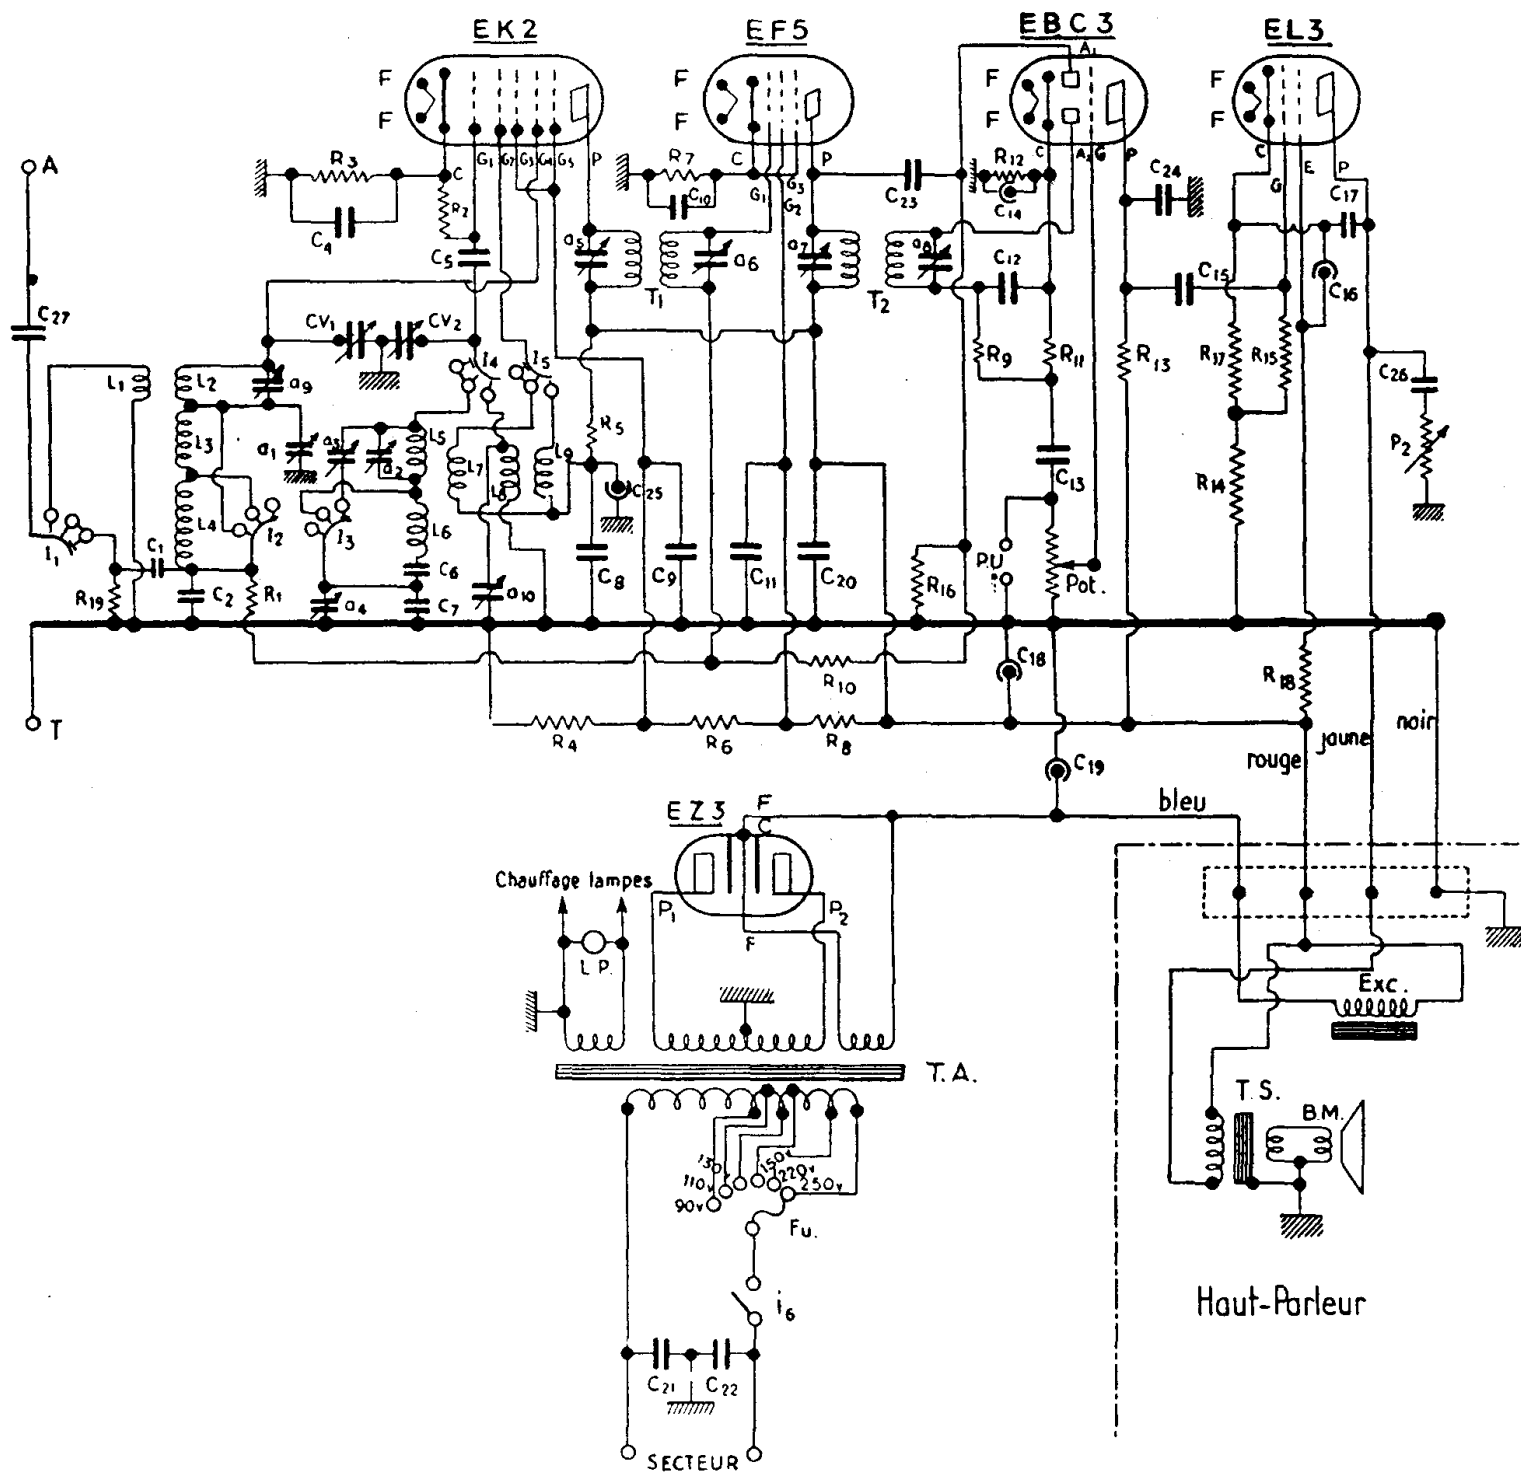 EK2 EF5 EBC3 EL3
A1
F F F F
F F F F
A
R3 C G1 G2 G3 G4 G5 P R7 C P R12 C A2 G P C24 C E P
R2 C10 G1 G3 G2 C23 C14 G C17
C4 C5 a5 a6 a7 a8 C12 C15 C16
T1 T2
C27 CV1 CV2
L1 L2 a9 I4 I5 R9 R11 R13 R17 R15 C26
L3 a1 a3 a2 L5 R5 P2
L7 L8 L9 C25 C13 R14
L4 I2 I3 L6
I1 C1 C6 C8 C9 C11 C20 P.U Pot.
R19 C2 R1 a4 C7 a10 R16
R10 C18 R18
T R4 R6 R8 noir
jaune
rouge
C19
EZ3 F bleu
C
Chauffage lampes
P1 P2
F
L.P.
Exc.
T.A.
T.S.
B.M.
130v 150v
110v 220v
90v 250v
Fu.
i6
Haut-Parleur
C21 C22
SECTEUR